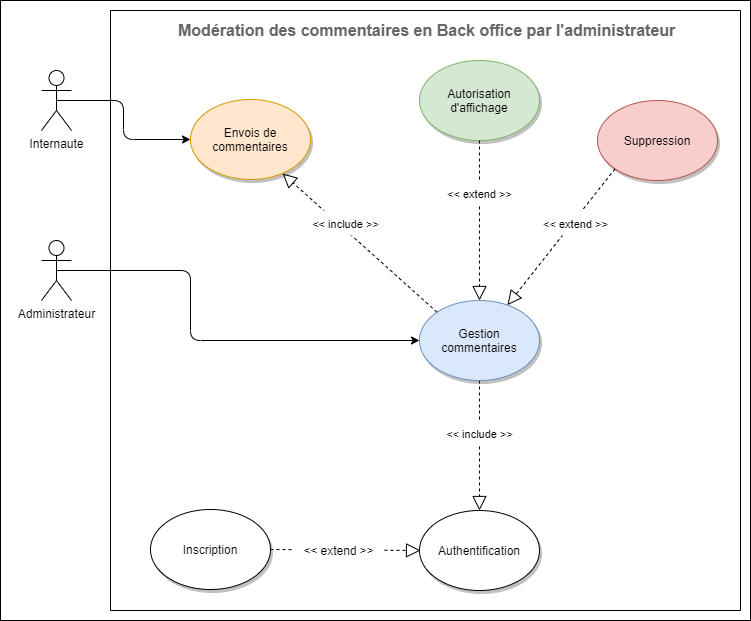 Modération des commentaires en Back office par l'administrateur
Autorisation
d'affichage
Envois de
commentaires
Suppression
Internaute
<< extend >>
<< include >>
<< extend >>
Administrateur
Gestion
commentaires
<< include >>
Inscription
<< extend >>
Authentification